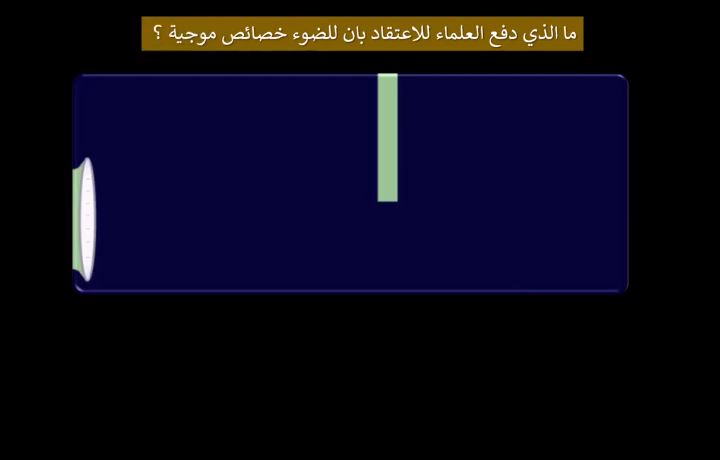 ما الذي دفع العلماء للاعتقاد بان للضوء خصائص موجية ؟